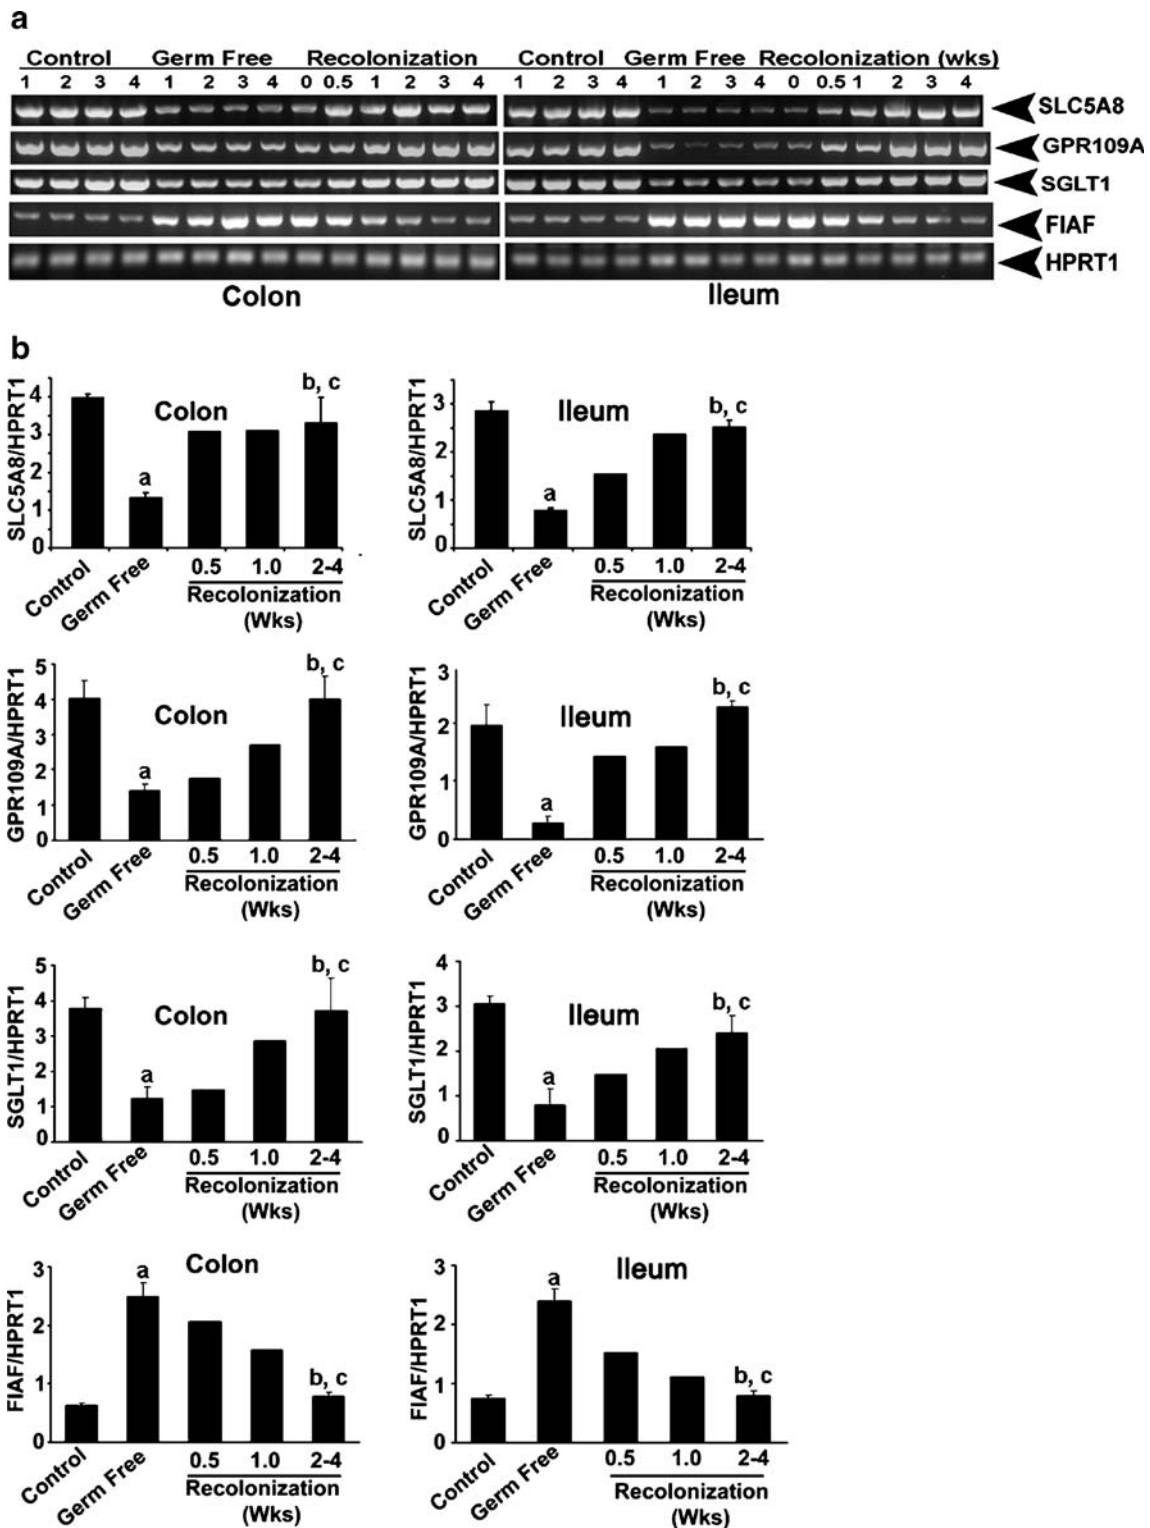 a
Control Germ Free Recolonization Control Germ Free Recolonization (wks)
1 2 3 4 1 2 3 4 0 0.5 1 2 3 4 1 2 3 4 1 2 3 4 0 0.5 1 2 3 4
SLC5A8
GPR109A
SGLT1
FIAF
HPRT1
Colon Ileum
b
SLC5A8/HPRT1
4
3
2
1
0
Colon
a
b, c
Control Germ Free 0.5 1.0 2-4
Recolonization
(Wks)
SLC5A8/HPRT1
3
2
1
0
Ileum
a
b, c
Control Germ Free 0.5 1.0 2-4
Recolonization
(Wks)
GPR109A/HPRT1
5
4
3
2
1
0
Colon
a
b, c
Control Germ Free 0.5 1.0 2-4
Recolonization
(Wks)
GPR109A/HPRT1
3
2
1
0
Ileum
a
b, c
Control Germ Free 0.5 1.0 2-4
Recolonization
(Wks)
SGLT1/HPRT1
5
4
3
2
1
0
Colon
a
b, c
Control Germ Free 0.5 1.0 2-4
Recolonization
(Wks)
SGLT1/HPRT1
4
3
2
1
0
Ileum
a
b, c
Control Germ Free 0.5 1.0 2-4
Recolonization
(Wks)
FIAF/HPRT1
3
2
1
0
Colon
a
b, c
Control Germ Free 0.5 1.0 2-4
Recolonization
(Wks)
FIAF/HPRT1
3
2
1
0
Ileum
a
b, c
Control Germ Free 0.5 1.0 2-4
Recolonization
(Wks)